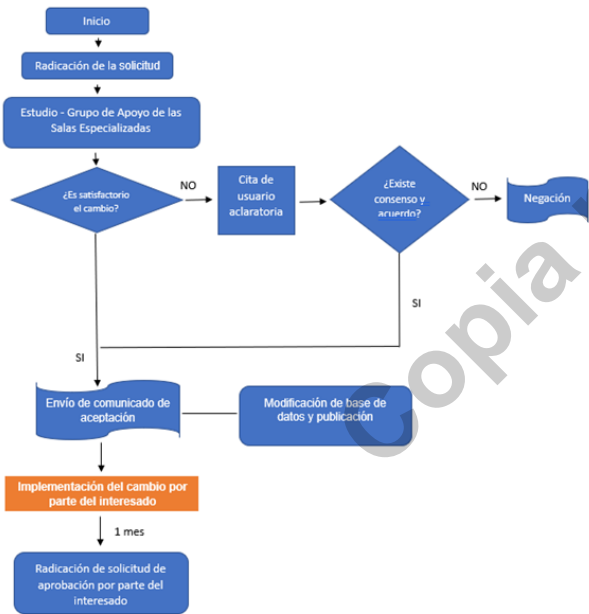 Inicio
Radicación de la solicitud
Estudio - Grupo de Apoyo de las
Salas Especializadas
¿Es satisfactorio
el cambio?
NO
Cita de
usuario
aclaratoria
¿Existe
consenso y
acuerdo?
NO
Negación
SI
SI
Envío de comunicado de
aceptación
Modificación de base de
datos y publicación
Implementación del cambio por
parte del interesado
1 mes
Radicación de solicitud de
aprobación por parte del
interesado
Copia